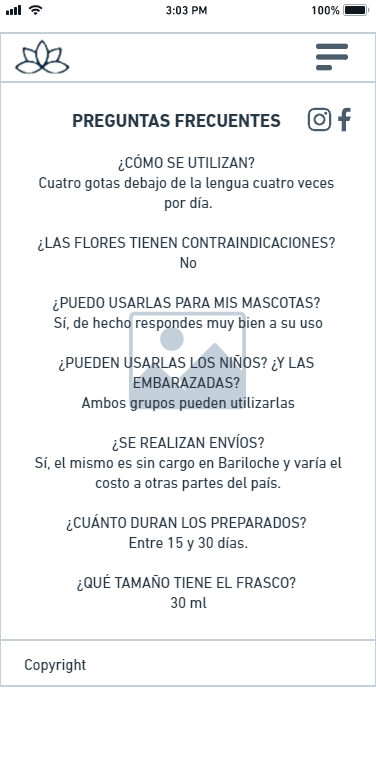 3:03 PM
100%
PREGUNTAS FRECUENTES
¿CÓMO SE UTILIZAN?
Cuatro gotas debajo de la lengua cuatro veces
por día.
¿LAS FLORES TIENEN CONTRAINDICACIONES?
No
¿PUEDO USARLAS PARA MIS MASCOTAS?
Sí, de hecho respondes muy bien a su uso
¿PUEDEN USARLAS LOS NIÑOS? ¿Y LAS
EMBARAZADAS?
Ambos grupos pueden utilizarlas
¿SE REALIZAN ENVÍOS?
Sí, el mismo es sin cargo en Bariloche y varía el
costo a otras partes del país.
¿CUÁNTO DURAN LOS PREPARADOS?
Entre 15 y 30 días.
¿QUÉ TAMAÑO TIENE EL FRASCO?
30 ml
Copyright